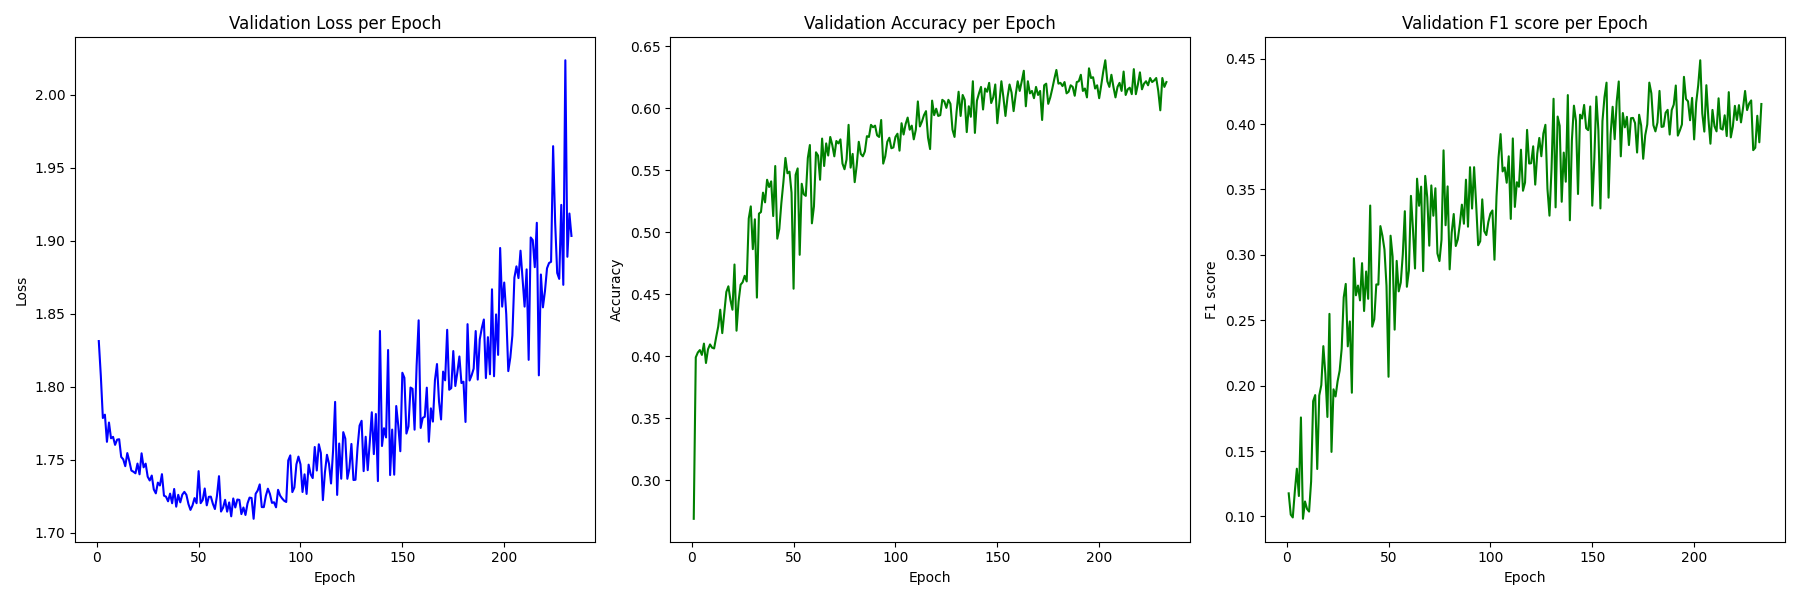 Validation Loss per Epoch
Loss
2.00
1.95
1.90
1.85
1.80
1.75
1.70
0 50 100 150 200
Epoch
Validation Accuracy per Epoch
Accuracy
0.65
0.60
0.55
0.50
0.45
0.40
0.35
0.30
0 50 100 150 200
Epoch
Validation F1 score per Epoch
F1 score
0.45
0.40
0.35
0.30
0.25
0.20
0.15
0.10
0 50 100 150 200
Epoch